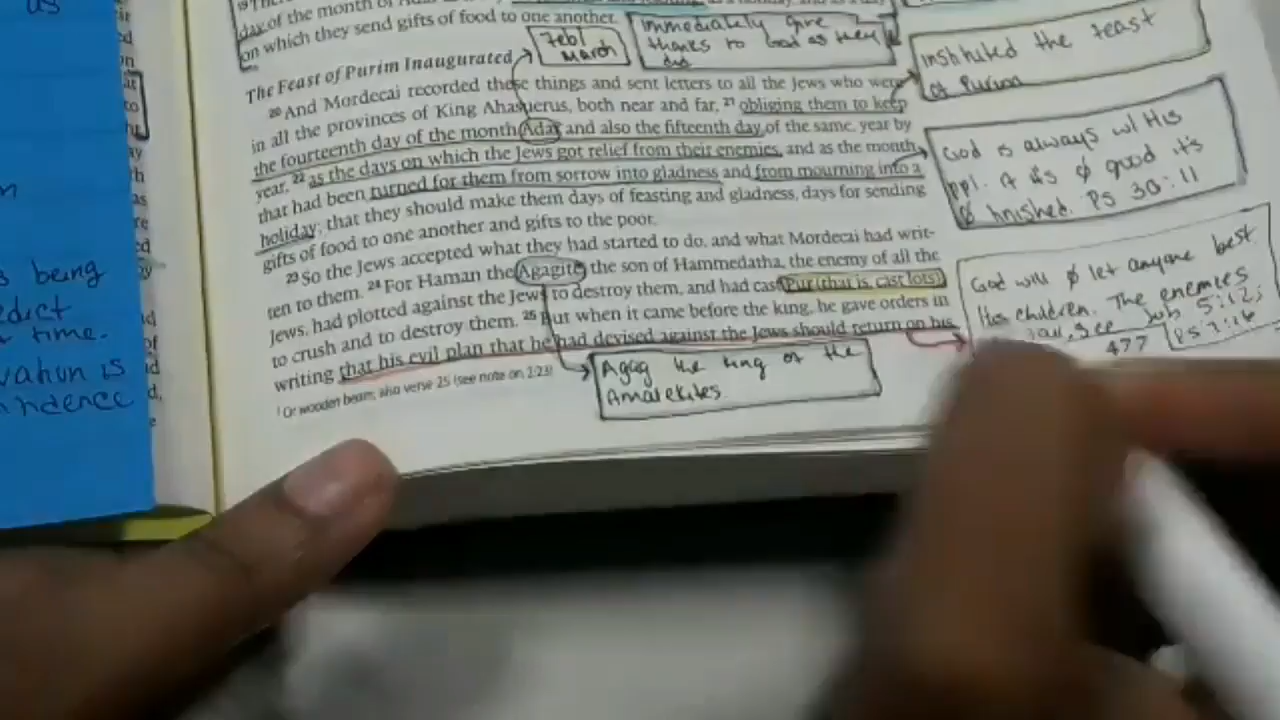 us
day of the month of
on which they send gifts of food to one another.
Feb/
March
Immediately give
thanks to God as they
did
The Feast of Purim Inaugurated
20 And Mordecai recorded these things and sent letters to all the Jews who were
in all the provinces of King Ahasuerus, both near and far, 21 obliging them to keep
the fourteenth day of the month Adar and also the fifteenth day of the same, year by
year, 22 as the days on which the Jews got relief from their enemies, and as the month
that had been turned for them from sorrow into gladness and from mourning into a
holiday; that they should make them days of feasting and gladness, days for sending
gifts of food to one another and gifts to the poor.
23 So the Jews accepted what they had started to do, and what Mordecai had writ-
ten to them. 24 For Haman the Agagite, the son of Hammedatha, the enemy of all the
Jews, had plotted against the Jews to destroy them, and had cast Pur (that is, cast lots),
to crush and to destroy them. 25 But when it came before the king, he gave orders in
writing that his evil plan that he had devised against the Jews should return on his
1 Or wooden beam; also verse 25 (see note on 2:23)
Agag the king of the
Amalekites.
477
instituted the feast
of Purim
God is always w/ His
ppl. A is ∅ good it's
∅ finished. Ps 30:11
God will ∅ let anyone best
His children. The enemies
see Job 5:12;
Ps 7:16
s being
edict
time.
vahun is